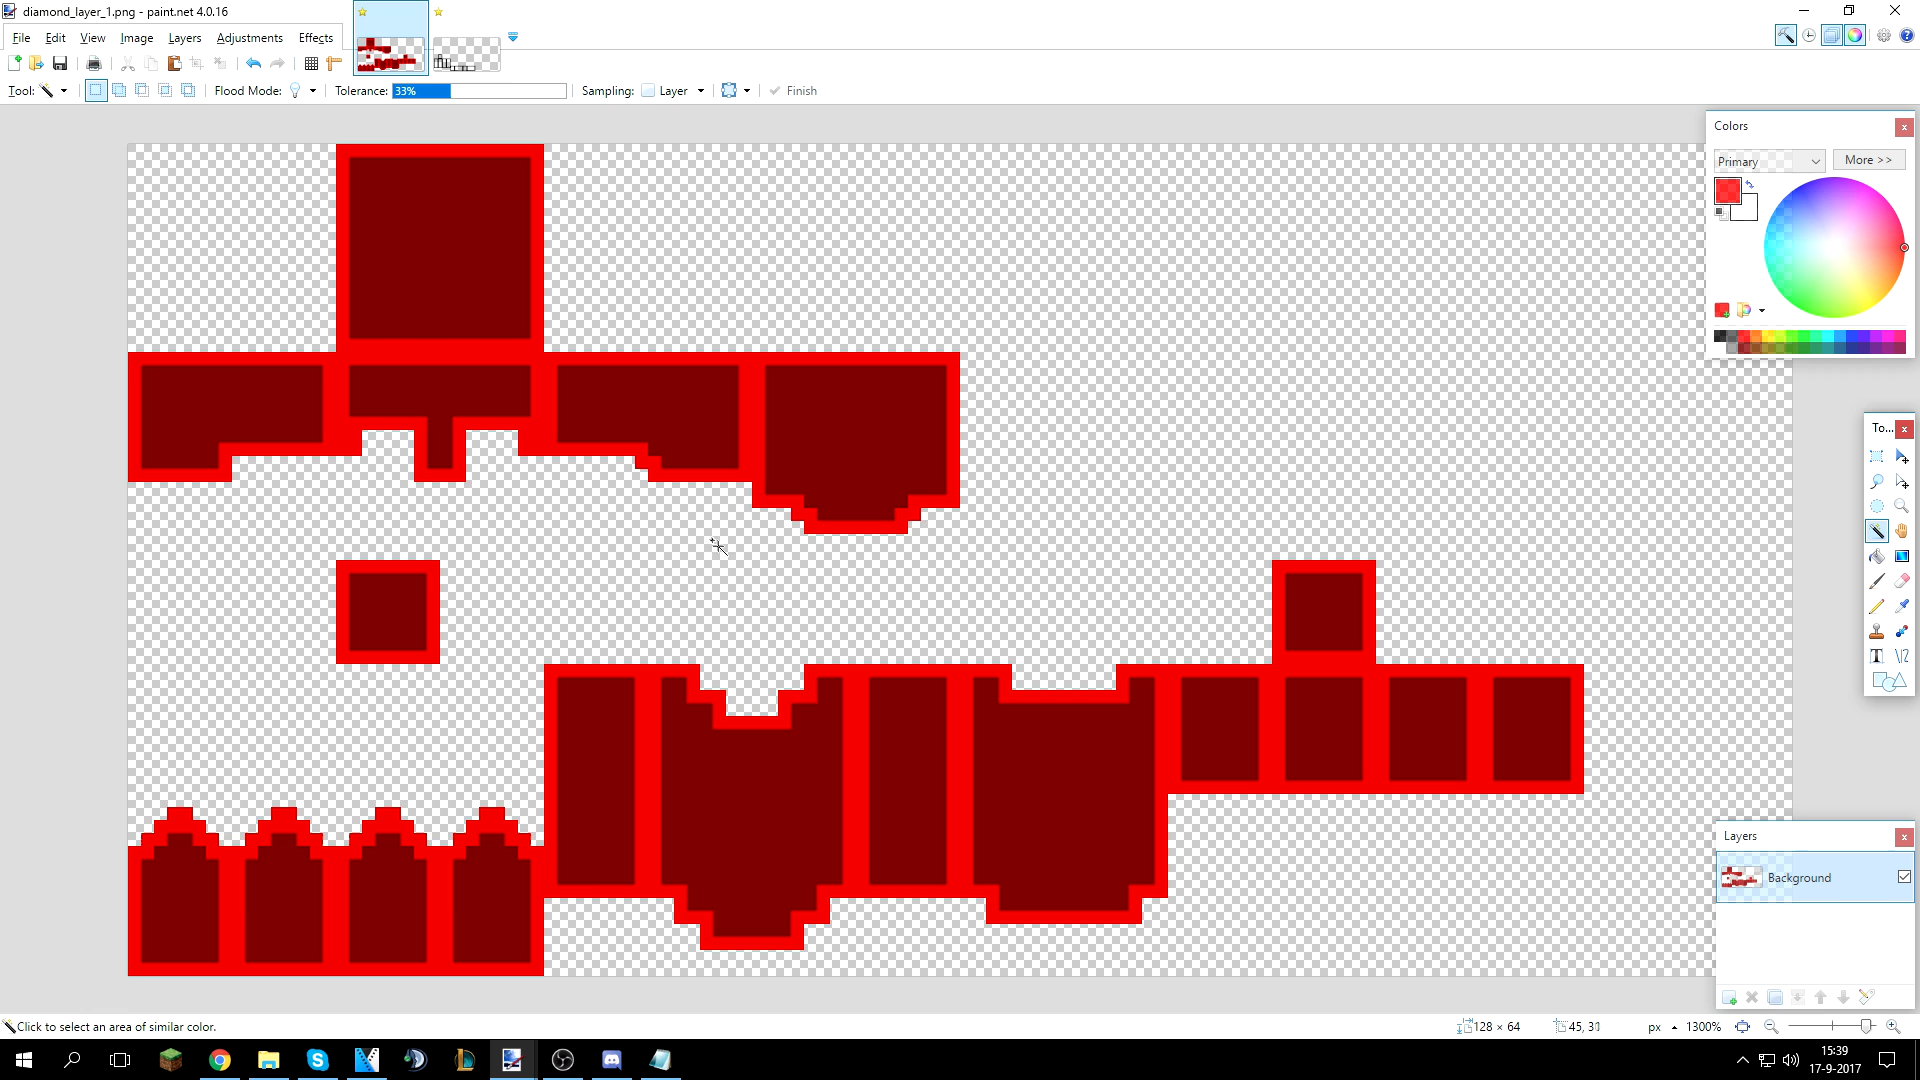 diamond_layer_1.png - paint.net 4.0.16
File Edit View Image Layers Adjustments Effects
Tool: Flood Mode: Tolerance: 33% Sampling: Layer Finish
Colors
Primary More >>
To...
Layers
Background
Click to select an area of similar color. 128 × 64 45, 31 px 1300%
15:39
17-9-2017